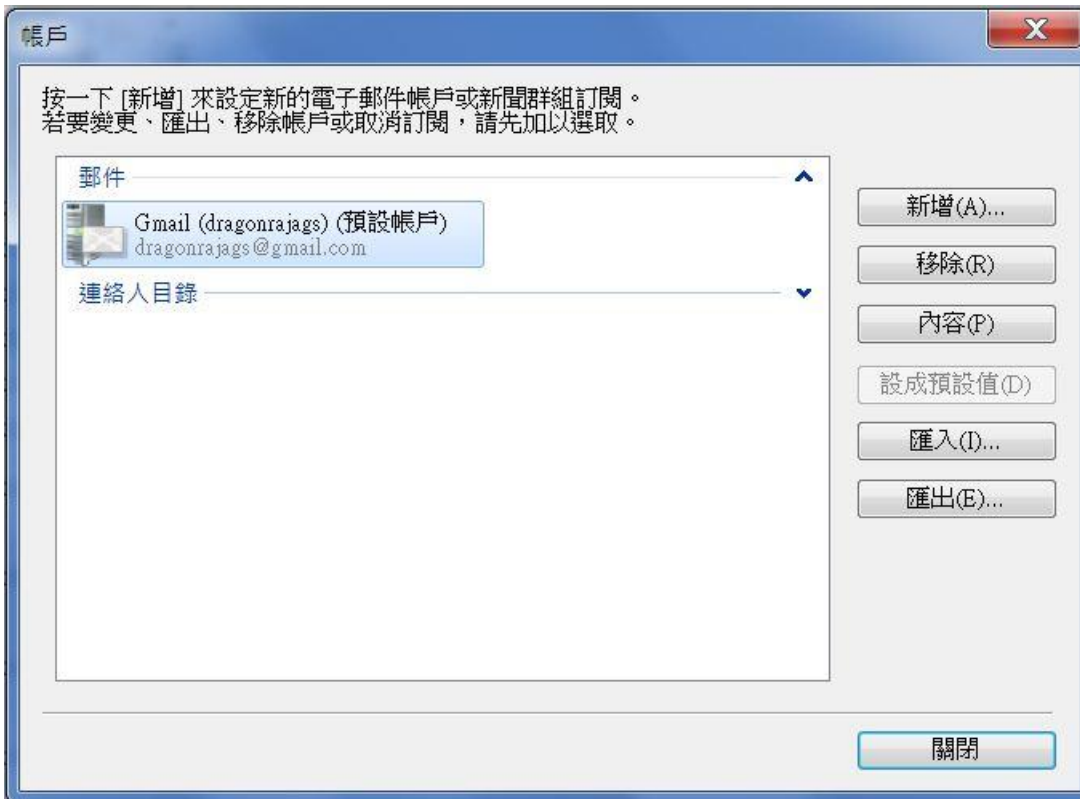 帳戶
按一下 [新增] 來設定新的電子郵件帳戶或新聞群組訂閱。
若要變更、匯出、移除帳戶或取消訂閱，請先加以選取。
郵件
Gmail (dragonrajags) (預設帳戶)
dragonrajags@gmail.com
連絡人目錄
新增(A)...
移除(R)
內容(P)
設成預設值(D)
匯入(I)...
匯出(E)...
關閉